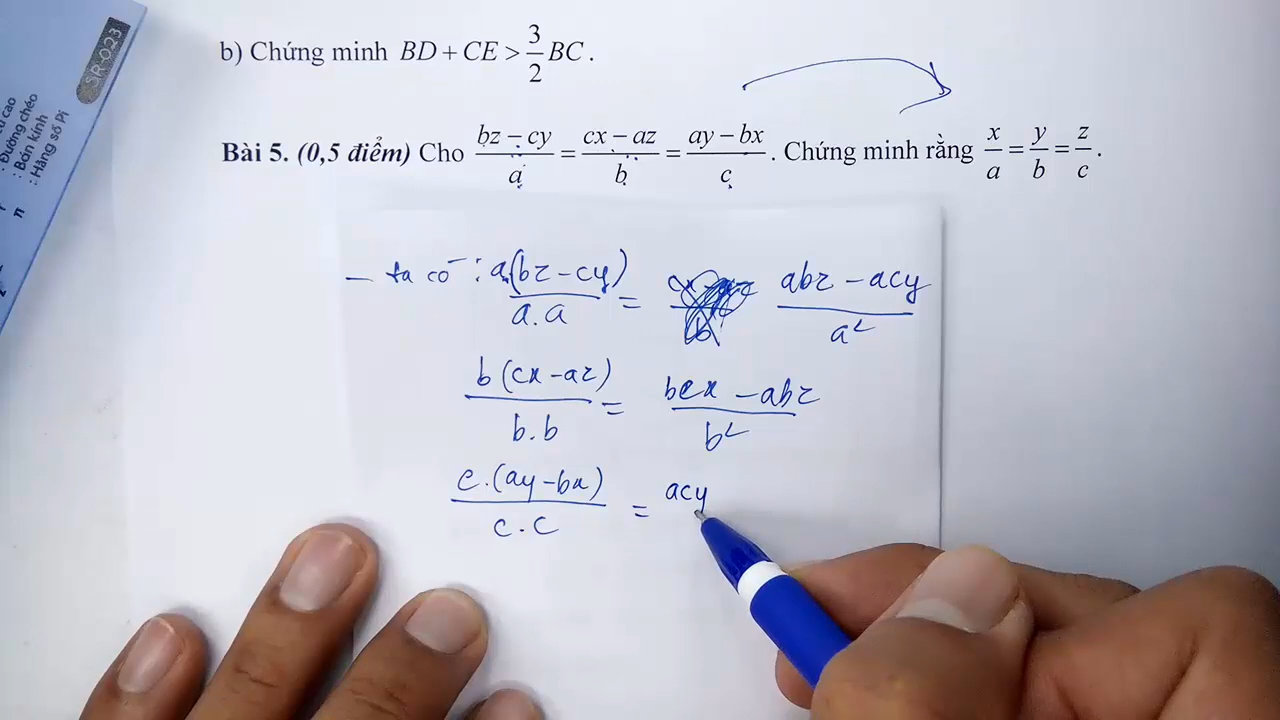 SR-023
Đường chéo
: Bán kính
: Hằng số Pi
π
b) Chứng minh BD + CE > 3/2 BC .
Bài 5. (0,5 điểm) Cho (bz − cy)/a = (cx − az)/b = (ay − bx)/c . Chứng minh rằng x/a = y/b = z/c .
– ta có : a.(bz – cy)/a.a = abz – acy/a²
b (cx – az)/b.b = bcx – abz/b²
c.(ay – bx)/c.c = acy